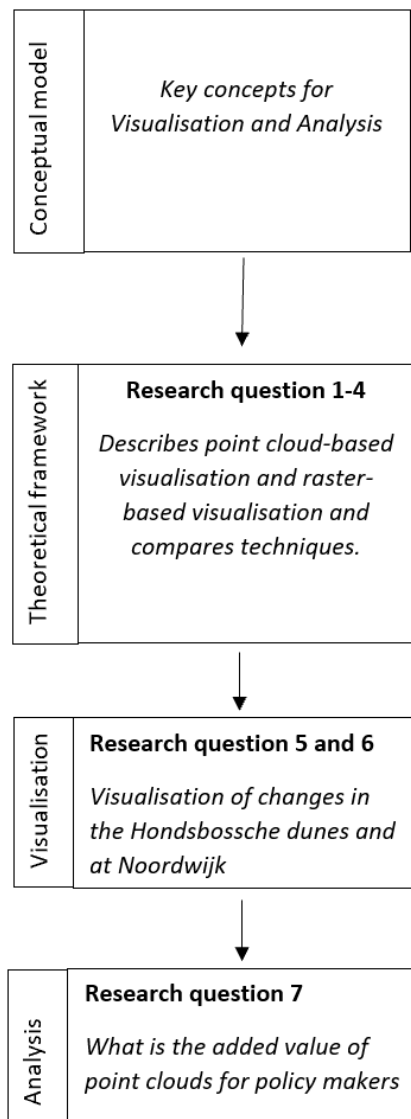 Conceptual model
Key concepts for
Visualisation and Analysis
Theoretical framework
Research question 1-4
Describes point cloud-based
visualisation and raster-
based visualisation and
compares techniques.
Visualisation
Research question 5 and 6
Visualisation of changes in
the Hondsbossche dunes and
at Noordwijk
Analysis
Research question 7
What is the added value of
point clouds for policy makers